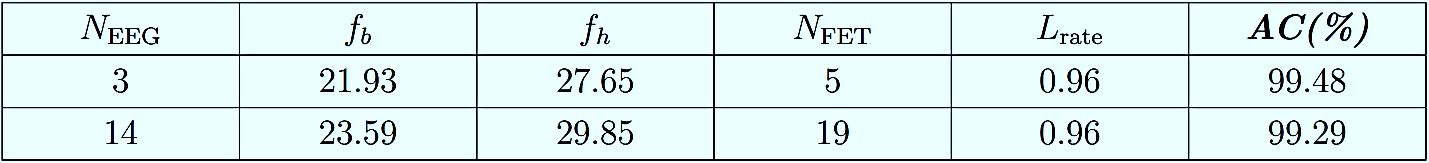 N_EEG f_b f_h N_FET L_rate AC(%)
3 21.93 27.65 5 0.96 99.48
14 23.59 29.85 19 0.96 99.29